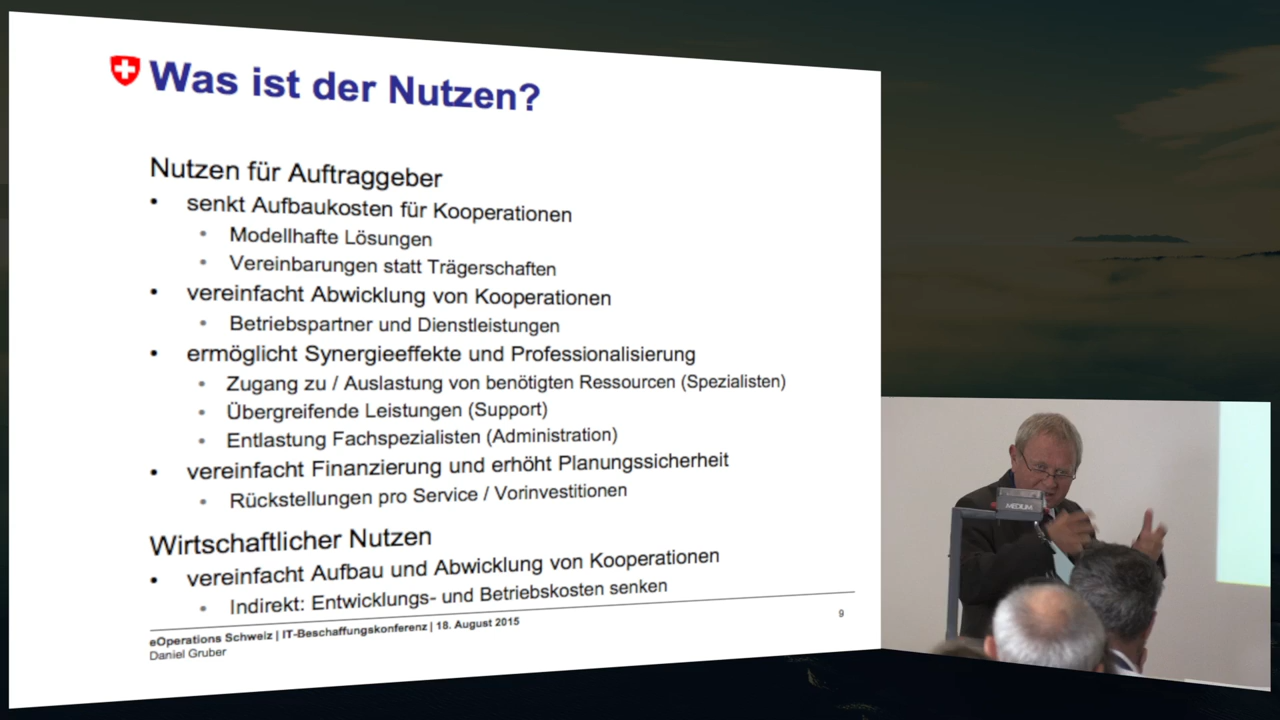 Was ist der Nutzen?
Nutzen für Auftraggeber
• senkt Aufbaukosten für Kooperationen
• Modellhafte Lösungen
• Vereinbarungen statt Trägerschaften
• vereinfacht Abwicklung von Kooperationen
• Betriebspartner und Dienstleistungen
• ermöglicht Synergieeffekte und Professionalisierung
• Zugang zu / Auslastung von benötigten Ressourcen (Spezialisten)
• Übergreifende Leistungen (Support)
• Entlastung Fachspezialisten (Administration)
• vereinfacht Finanzierung und erhöht Planungssicherheit
• Rückstellungen pro Service / Vorinvestitionen
Wirtschaftlicher Nutzen
• vereinfacht Aufbau und Abwicklung von Kooperationen
• Indirekt: Entwicklungs- und Betriebskosten senken
eOperations Schweiz | IT-Beschaffungskonferenz | 18. August 2015
Daniel Gruber
9
MEDIUM